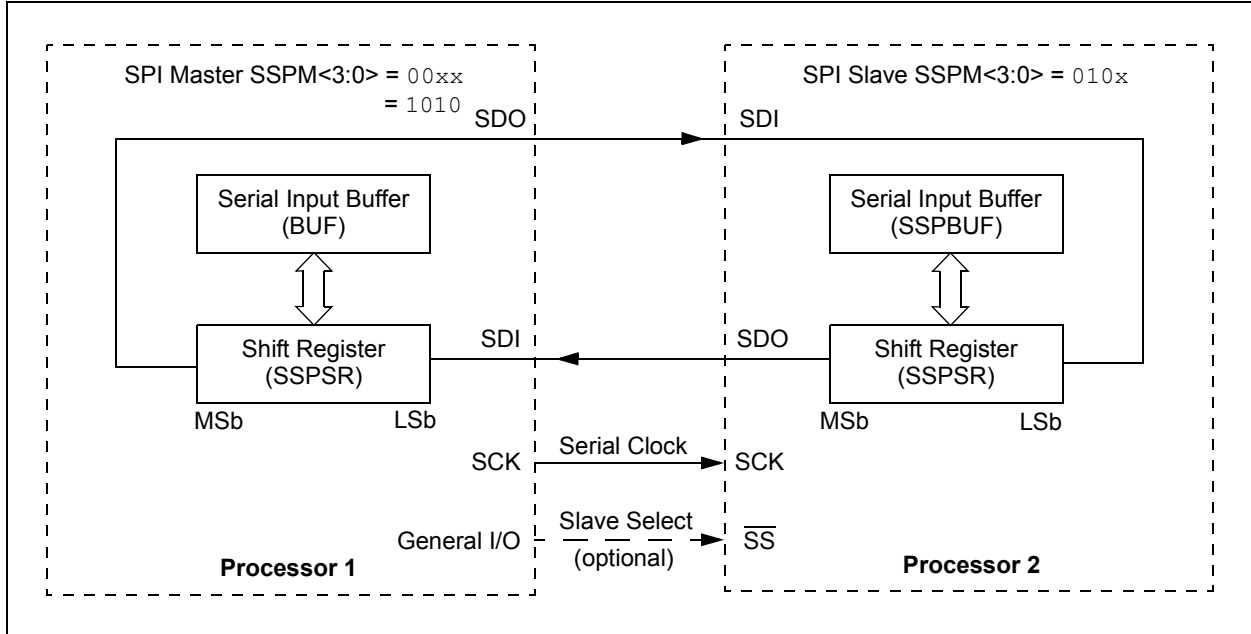 SPI Master SSPM<3:0> = 00xx
= 1010
SDO
Serial Input Buffer
(BUF)
Shift Register
(SSPSR)
MSb
LSb
SDI
SCK
General I/O
Processor 1
Serial Clock
Slave Select
(optional)
SPI Slave SSPM<3:0> = 010x
SDI
Serial Input Buffer
(SSPBUF)
SDO
Shift Register
(SSPSR)
MSb
LSb
SCK
SS
Processor 2